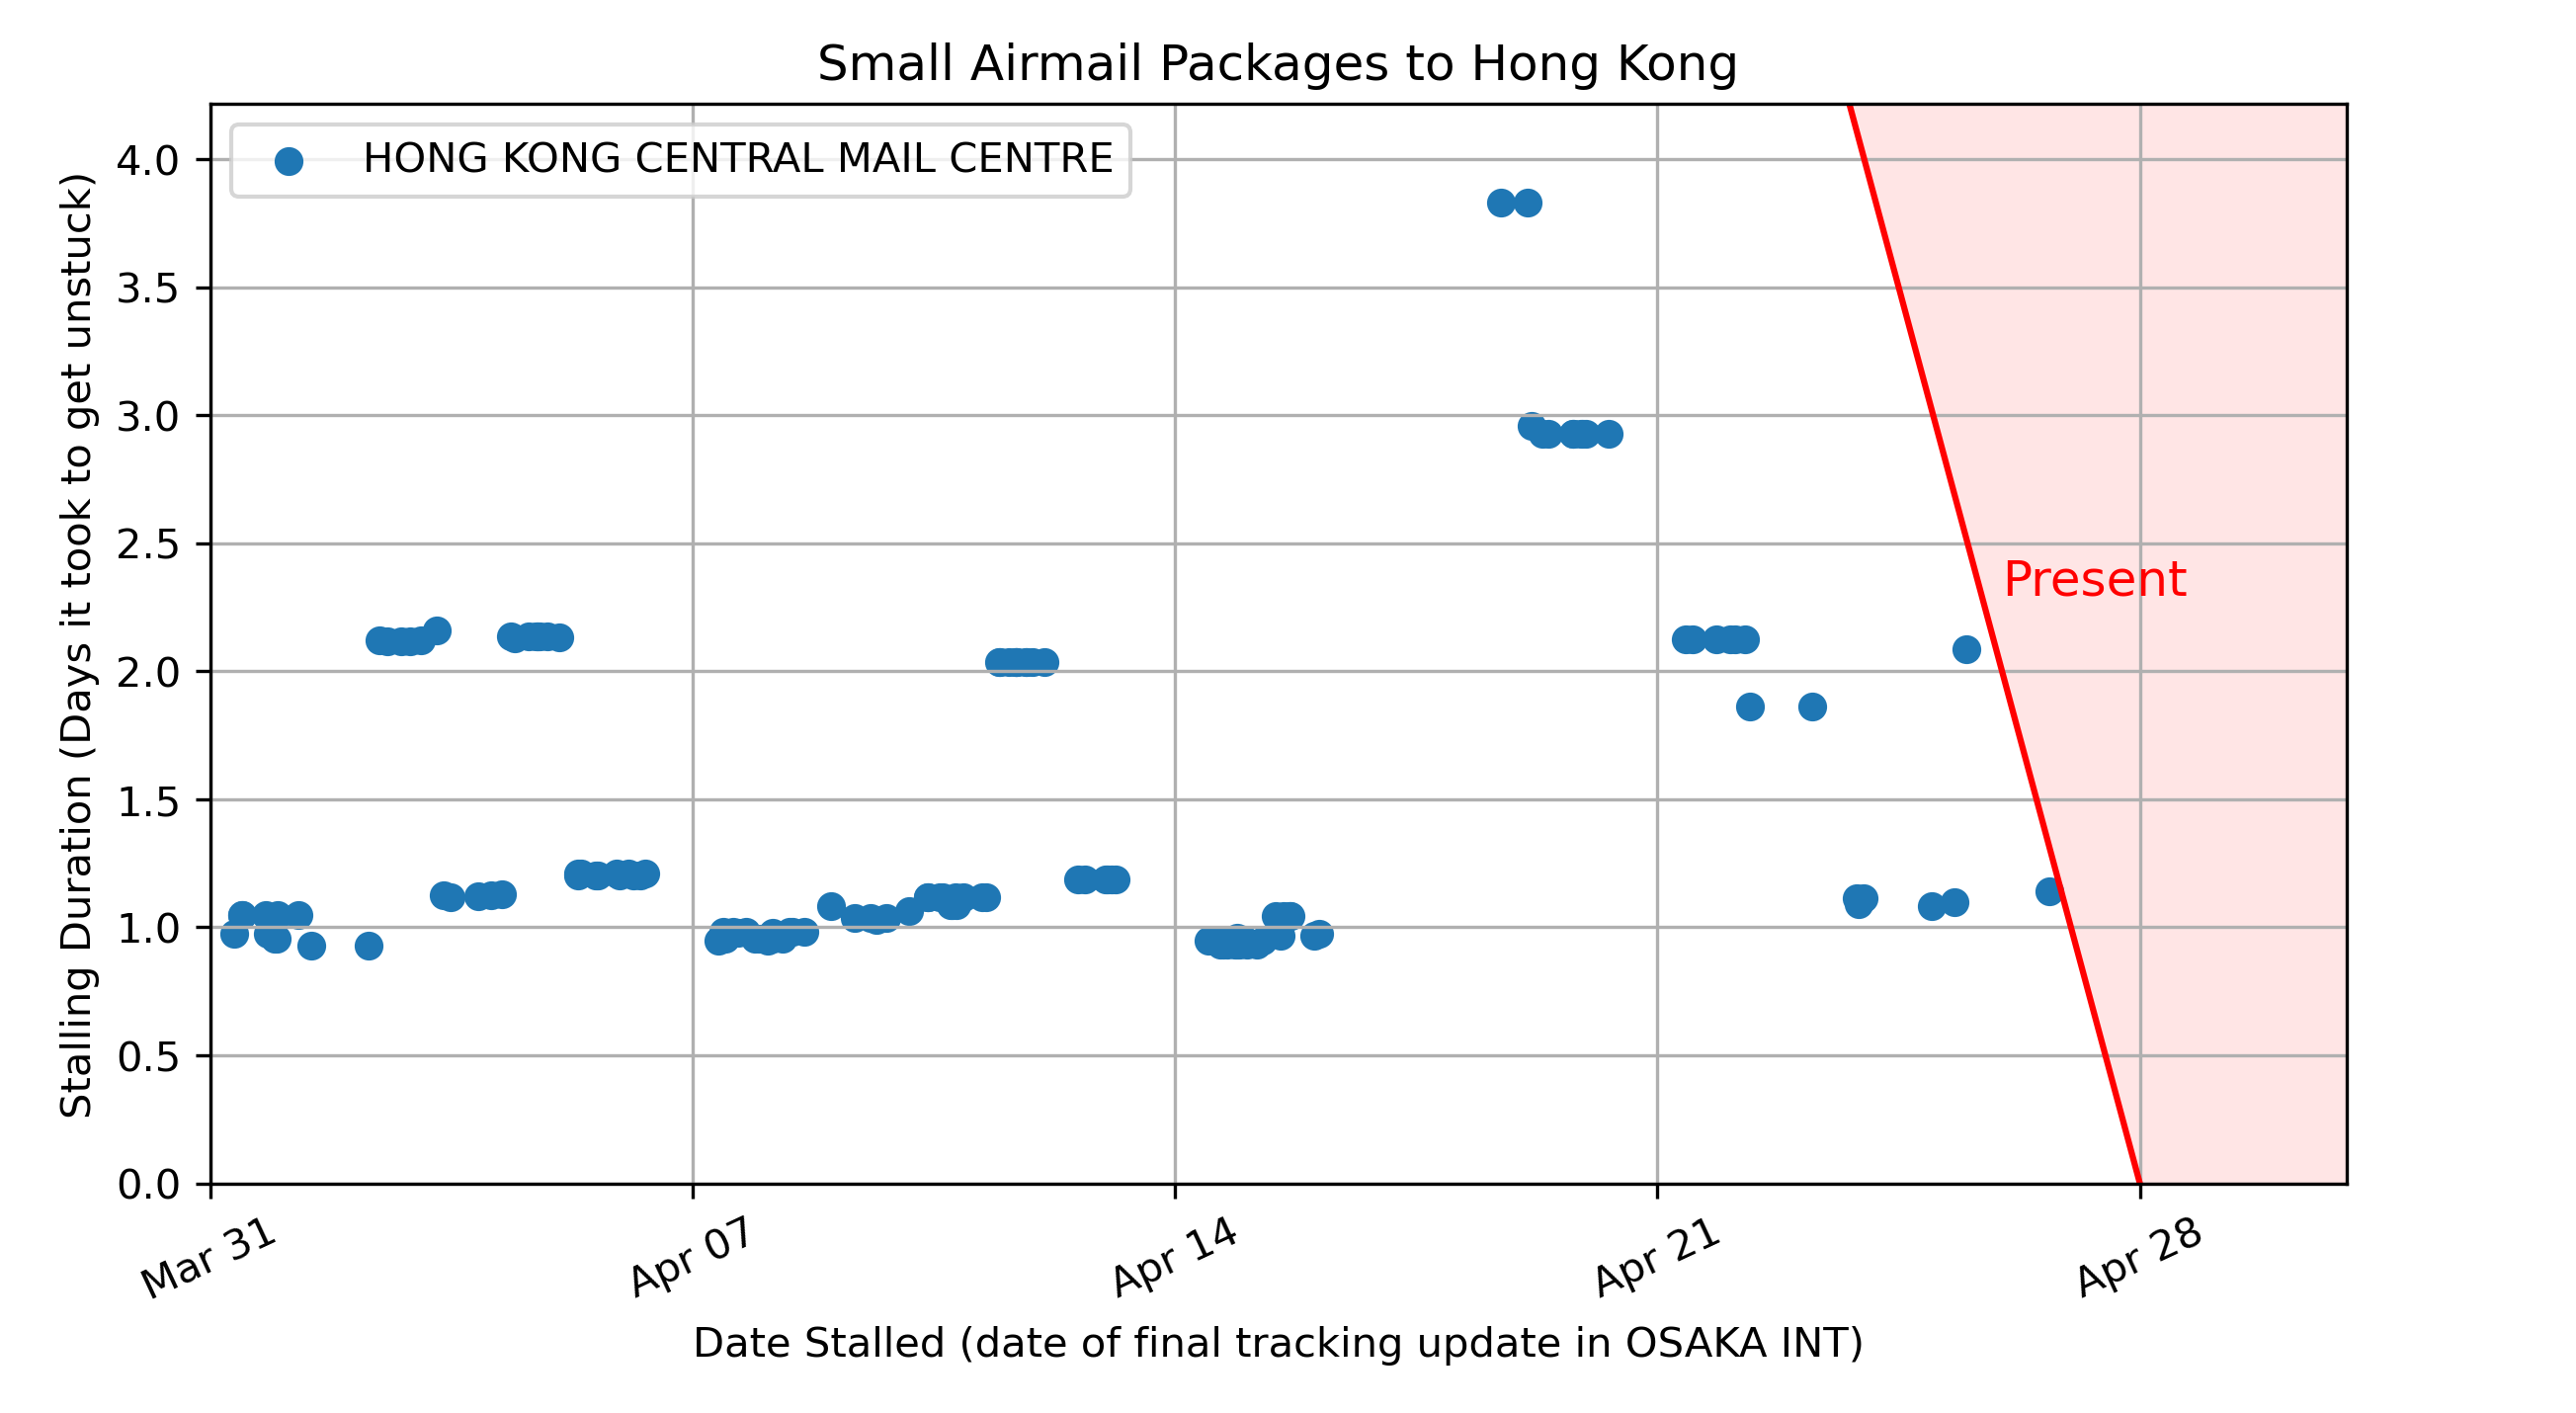 Small Airmail Packages to Hong Kong
HONG KONG CENTRAL MAIL CENTRE
4.0
3.5
3.0
2.5
2.0
1.5
1.0
0.5
0.0
Stalling Duration (Days it took to get unstuck)
Present
Mar 31
Apr 07
Apr 14
Apr 21
Apr 28
Date Stalled (date of final tracking update in OSAKA INT)